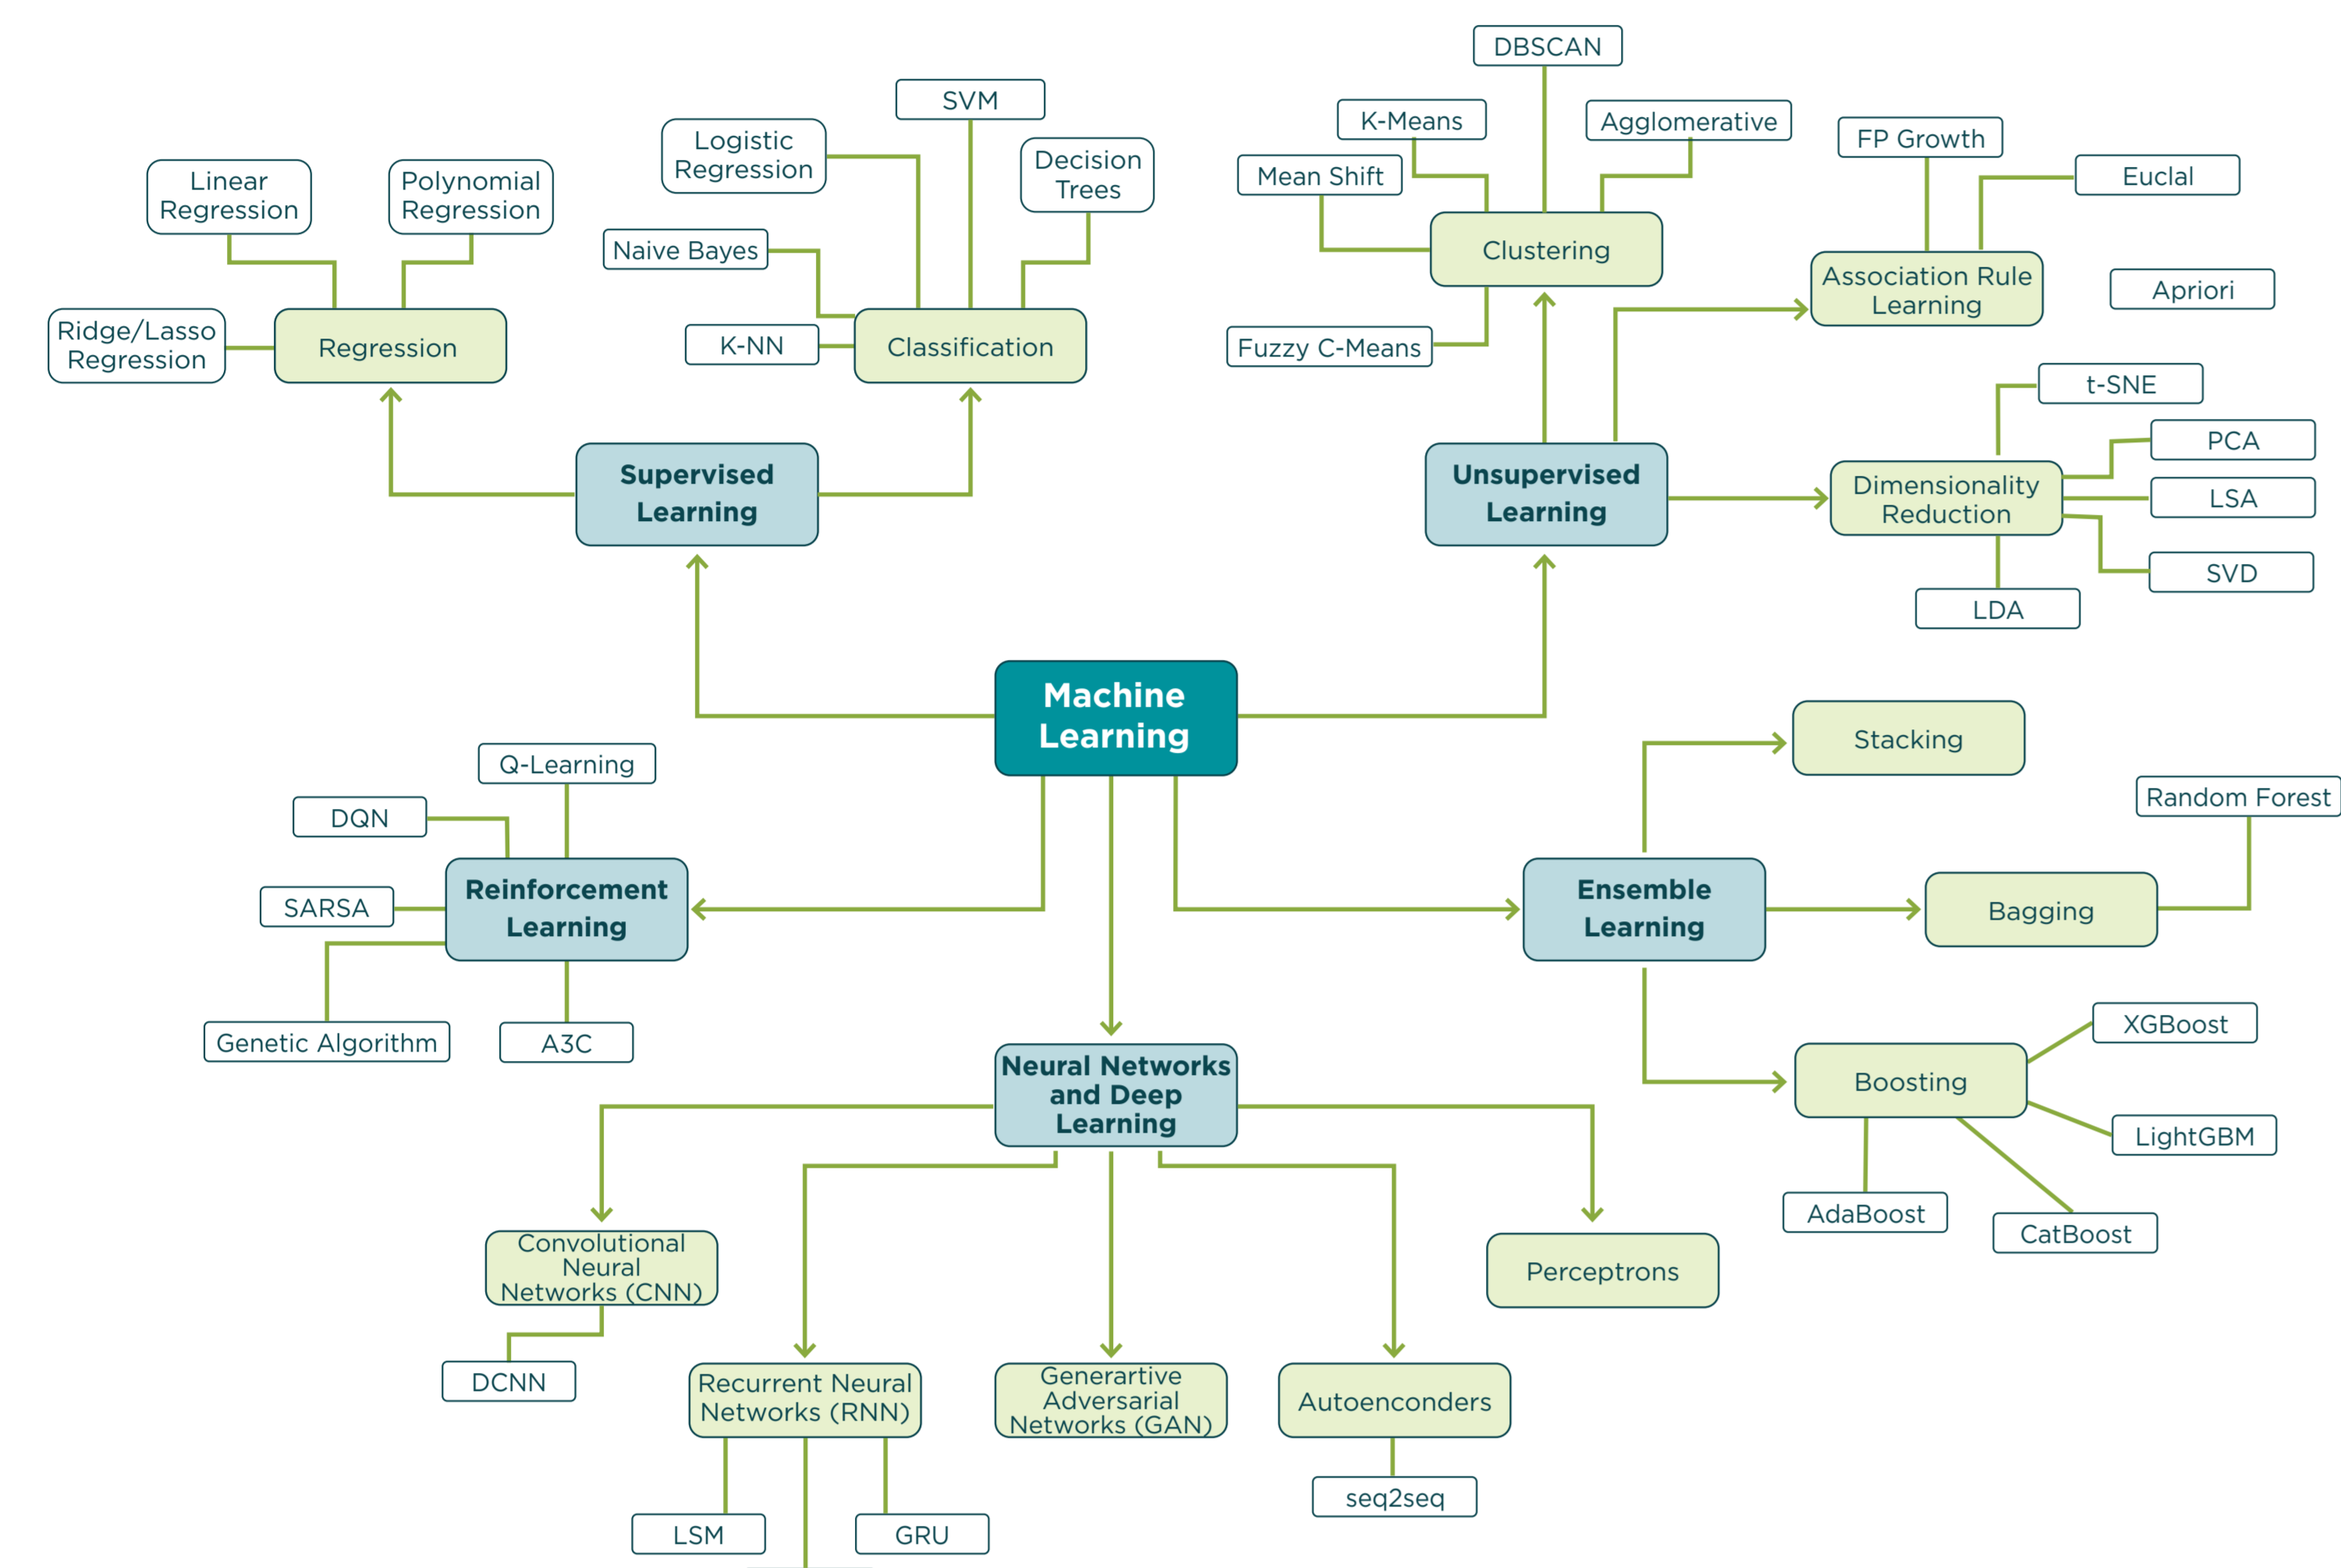 DBSCAN
SVM
K-Means
Agglomerative
Logistic
Regression
FP Growth
Decision
Trees
Mean Shift
Euclal
Linear
Regression
Polynomial
Regression
Naive Bayes
Clustering
Association Rule
Learning
Apriori
Ridge/Lasso
Regression
Regression
K-NN
Classification
Fuzzy C-Means
t-SNE
PCA
Supervised
Learning
Unsupervised
Learning
Dimensionality
Reduction
LSA
SVD
LDA
Machine
Learning
Stacking
Q-Learning
Random Forest
DQN
Reinforcement
Learning
SARSA
Ensemble
Learning
Bagging
Genetic Algorithm
A3C
XGBoost
Neural Networks
and Deep
Learning
Boosting
LightGBM
AdaBoost
CatBoost
Convolutional
Neural
Networks (CNN)
Perceptrons
DCNN
Recurrent Neural
Networks (RNN)
Generartive
Adversarial
Networks (GAN)
Autoenconders
seq2seq
LSM
GRU